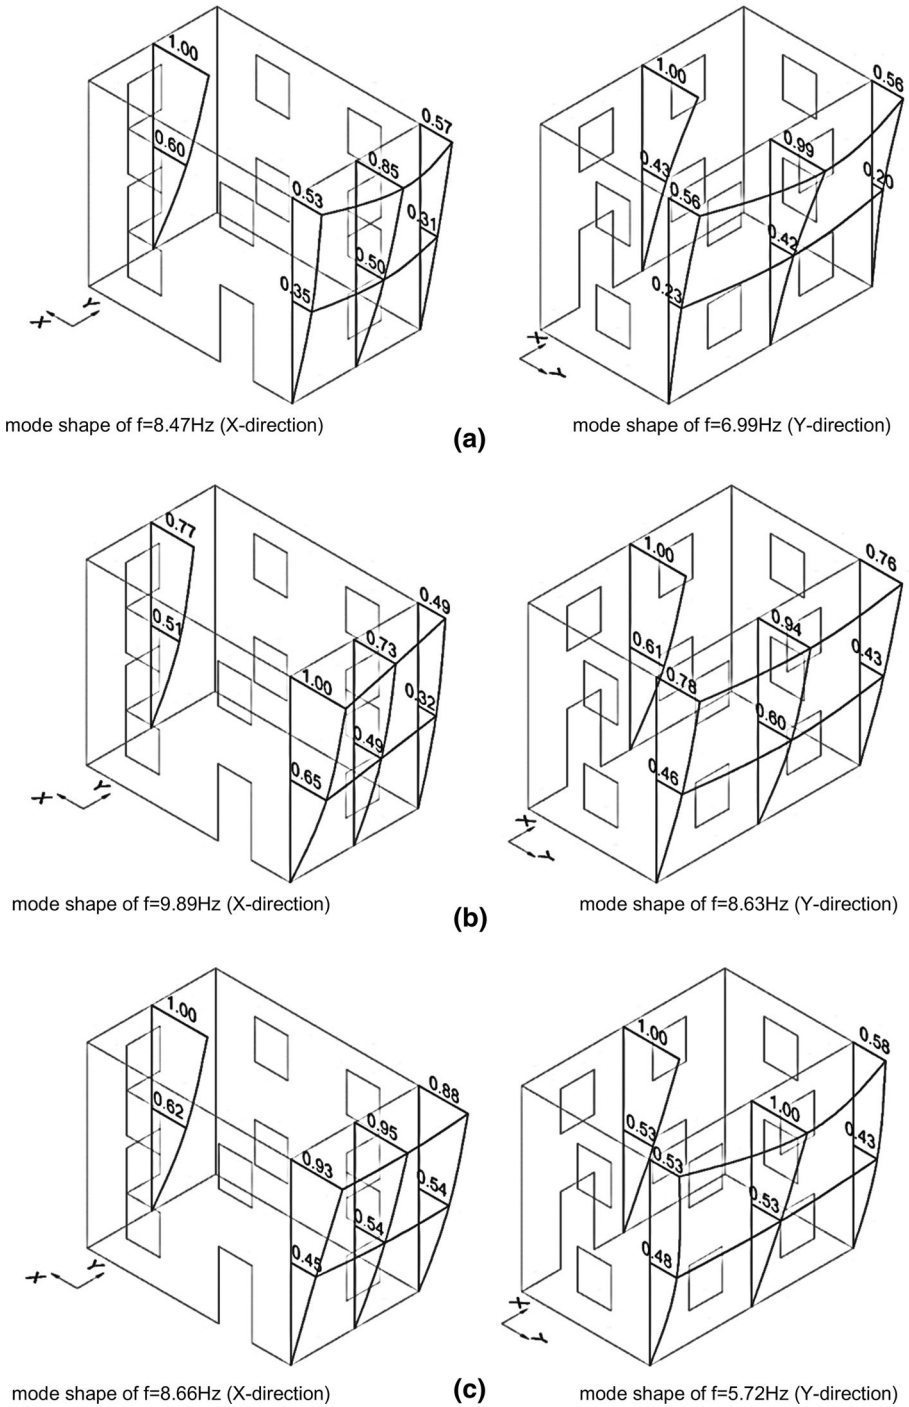 1.00
0.60
0.57
0.85
0.53
0.31
0.50
0.35
X Y
mode shape of f=8.47Hz (X-direction)
1.00
0.56
0.99
0.43
0.56
0.20
0.42
0.23
X
Y
mode shape of f=6.99Hz (Y-direction)
(a)
0.77
0.51
0.49
0.73
1.00
0.32
0.49
0.65
X Y
mode shape of f=9.89Hz (X-direction)
1.00
0.76
0.94
0.61
0.78
0.43
0.60
0.46
X
Y
mode shape of f=8.63Hz (Y-direction)
(b)
1.00
0.62
0.88
0.95
0.93
0.54
0.54
0.45
X Y
mode shape of f=8.66Hz (X-direction)
1.00
0.58
1.00
0.53
0.53
0.43
0.53
0.48
X
Y
mode shape of f=5.72Hz (Y-direction)
(c)